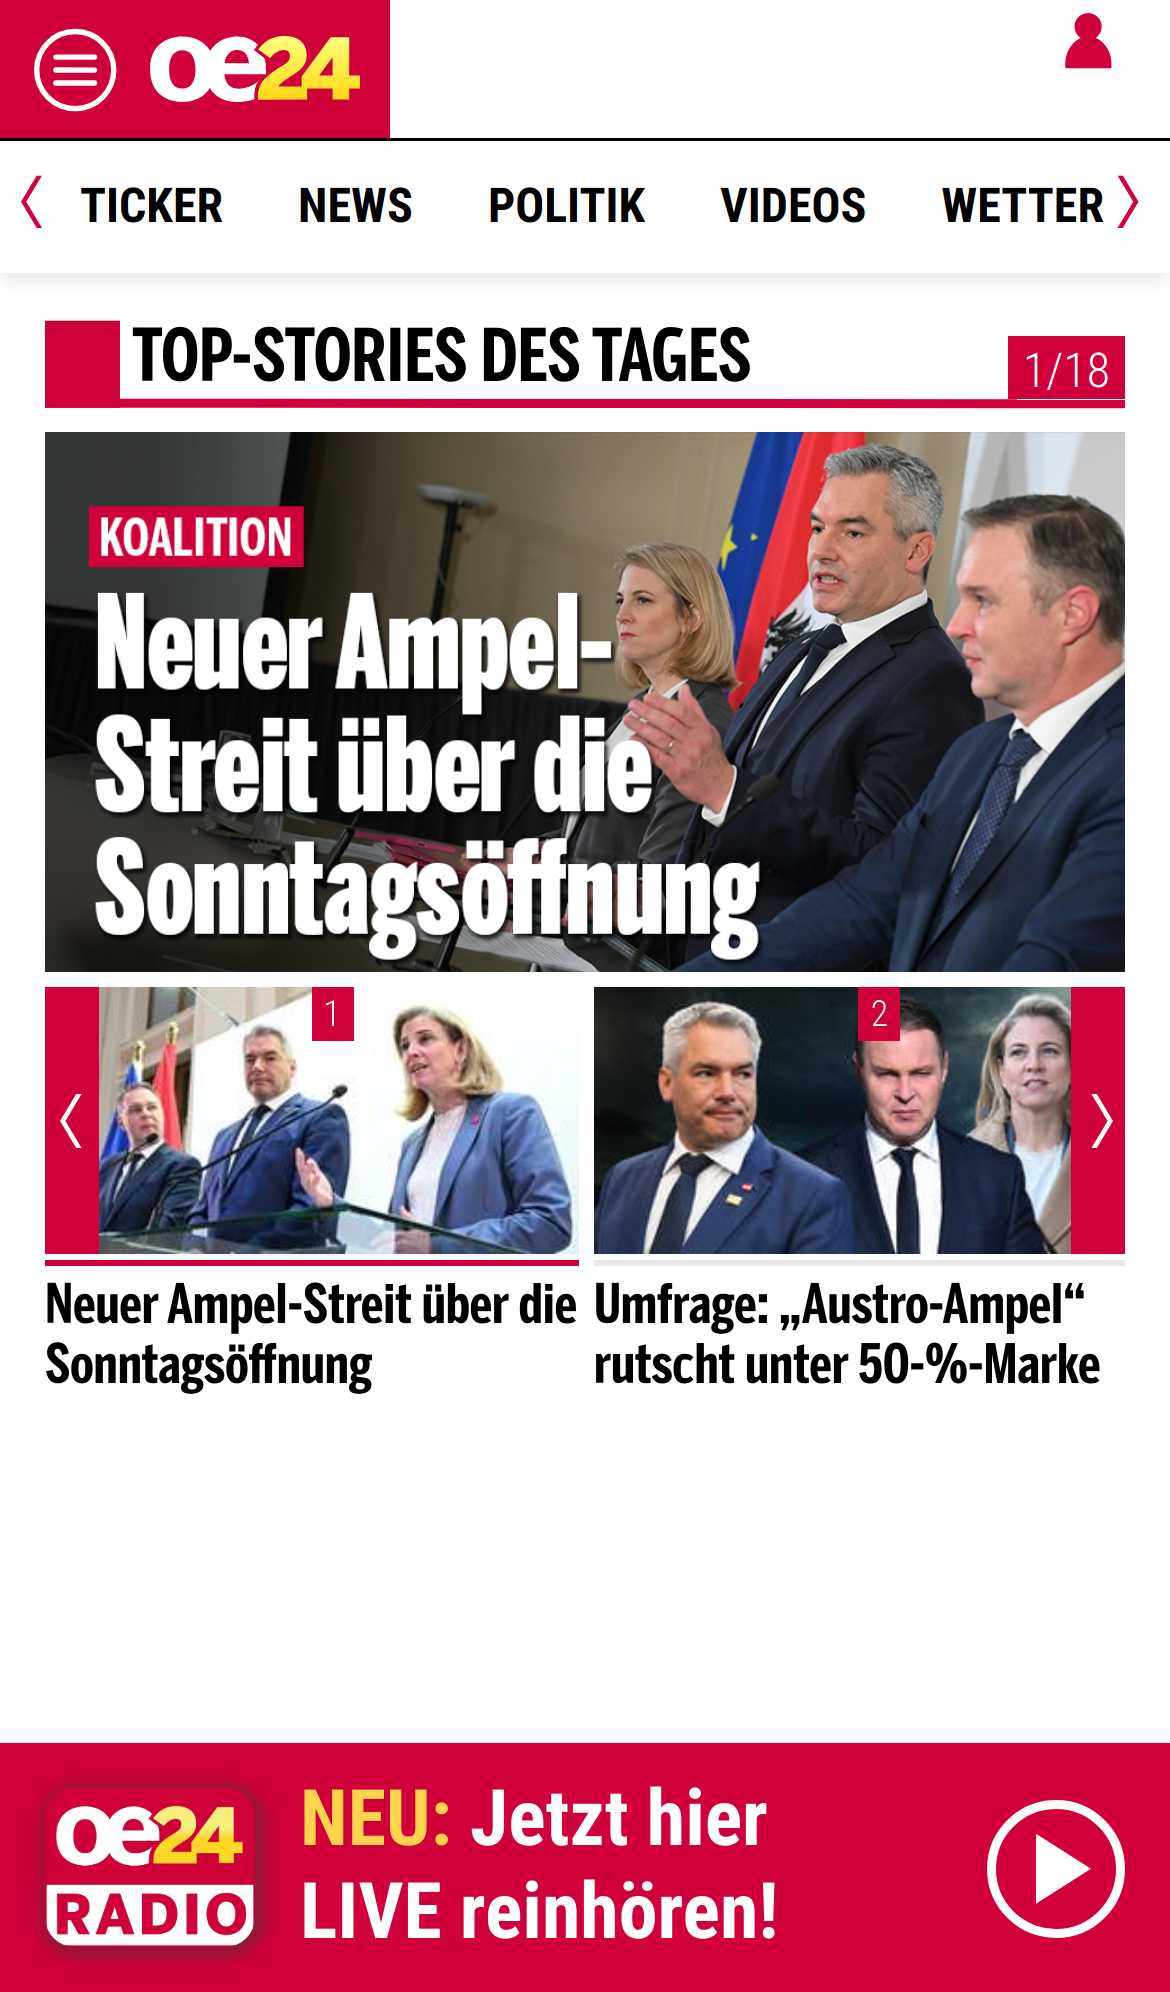 oe24
TICKER NEWS POLITIK VIDEOS WETTER
TOP-STORIES DES TAGES
1/18
KOALITION
Neuer Ampel-
Streit über die
Sonntagsöffnung
1
2
Neuer Ampel-Streit über die
Sonntagsöffnung
Umfrage: „Austro-Ampel“
rutscht unter 50-%-Marke
oe24
RADIO
NEU: Jetzt hier
LIVE reinhören!